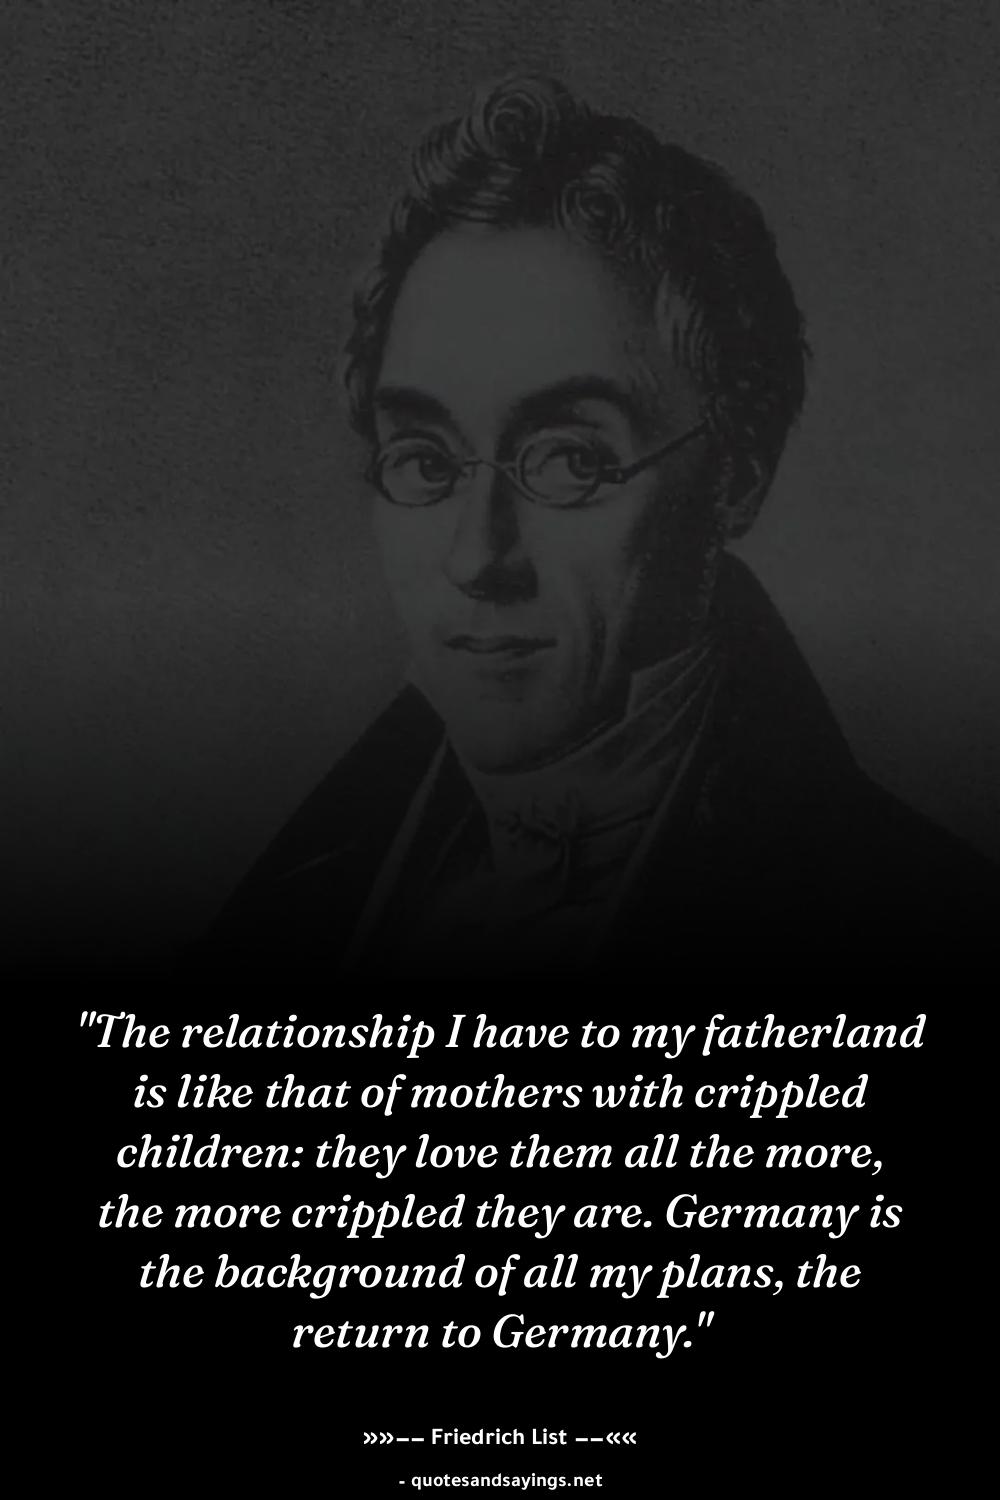 "The relationship I have to my fatherland
is like that of mothers with crippled
children: they love them all the more,
the more crippled they are. Germany is
the background of all my plans, the
return to Germany."
»»–– Friedrich List ––««
- quotesandsayings.net